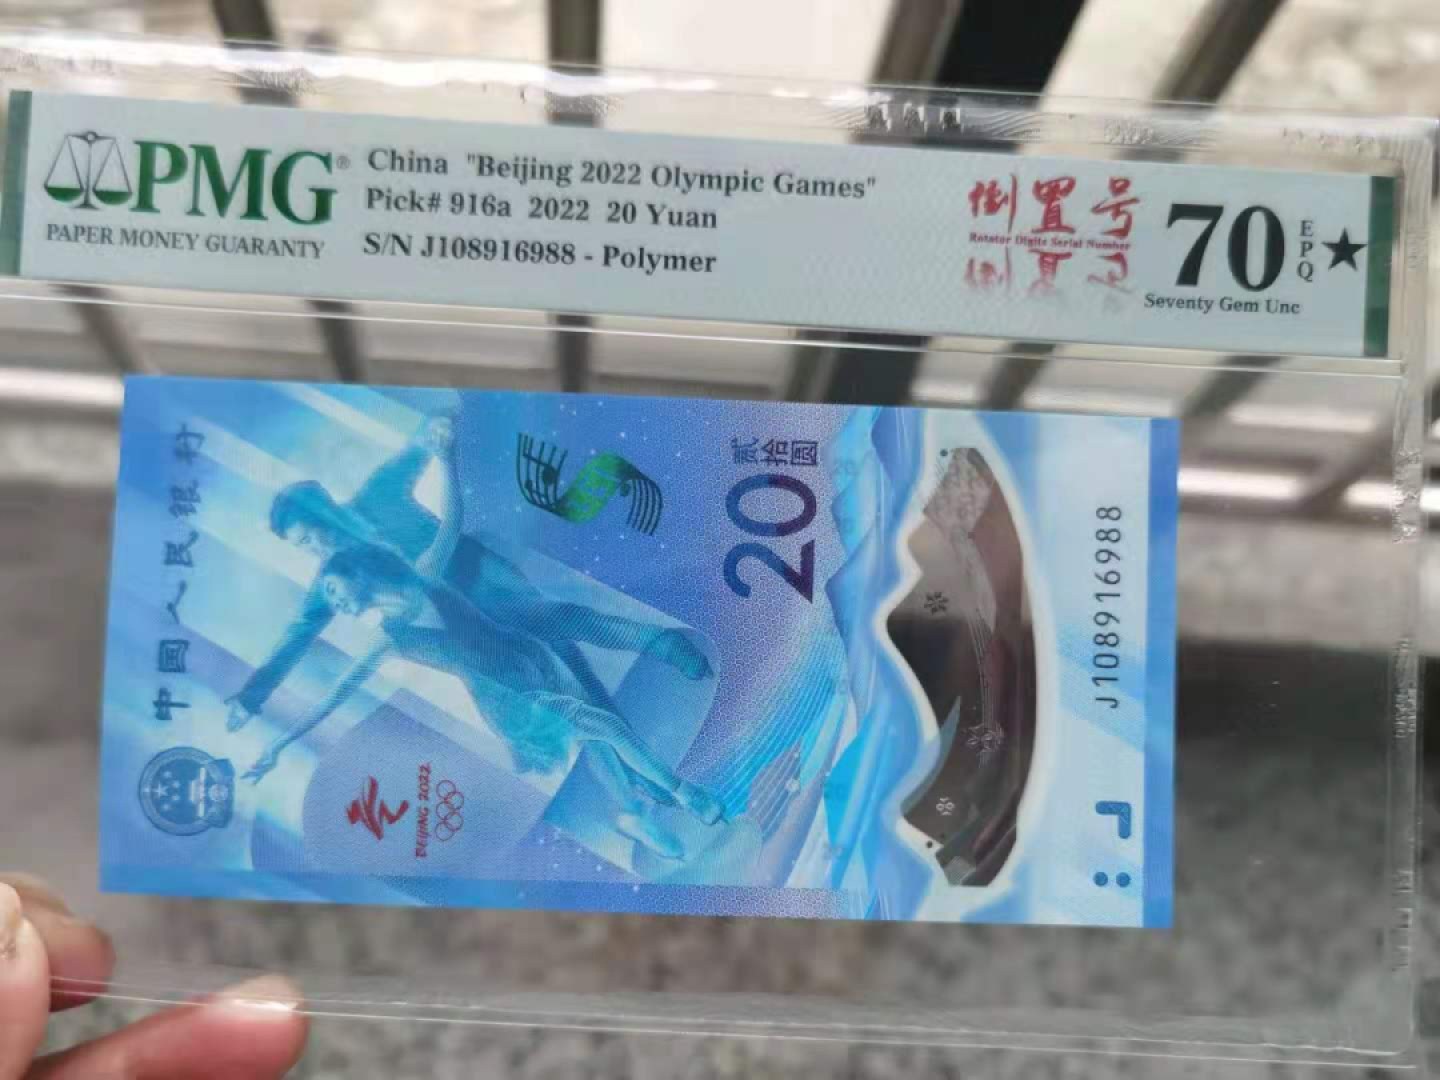 PMG®
PAPER MONEY GUARANTY
China "Beijing 2022 Olympic Games"
Pick# 916a 2022 20 Yuan
S/N J108916988 - Polymer
倒置号
Rotator Digits Serial Number
70
EPQ
★
Seventy Gem Unc
中国人民银行
BEIJING 2022
贰拾圆
20
J108916988